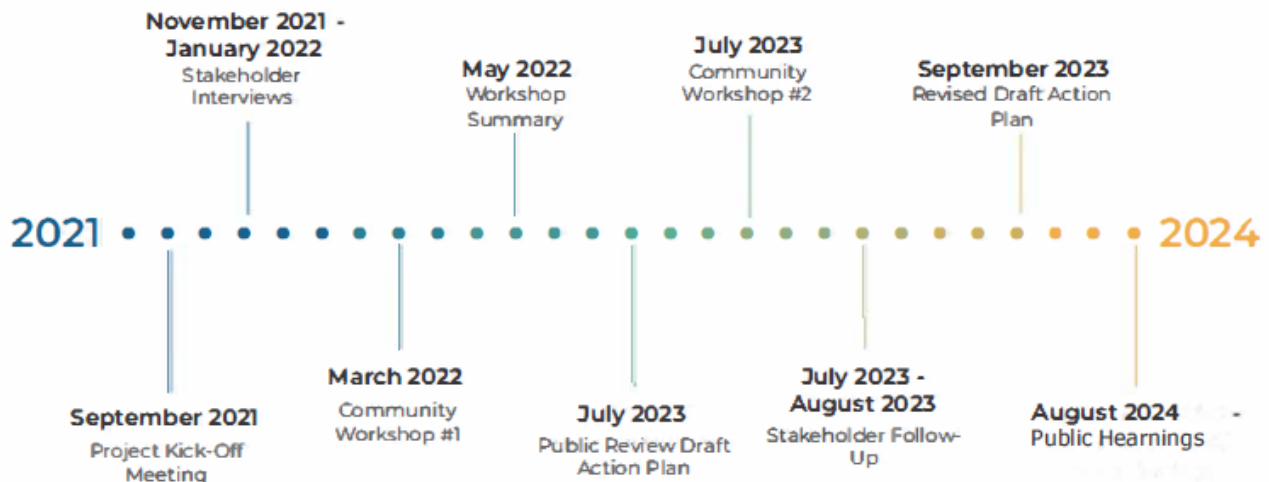 November 2021 -
January 2022
Stakeholder
Interviews
May 2022
Workshop
Summary
July 2023
Community
Workshop #2
September 2023
Revised Draft Action
Plan
2021
2024
September 2021
Project Kick-Off
Meeting
March 2022
Community
Workshop #1
July 2023
Public Review Draft
Action Plan
July 2023 -
August 2023
Stakeholder Follow-
Up
August 2024 -
Public Hearnings